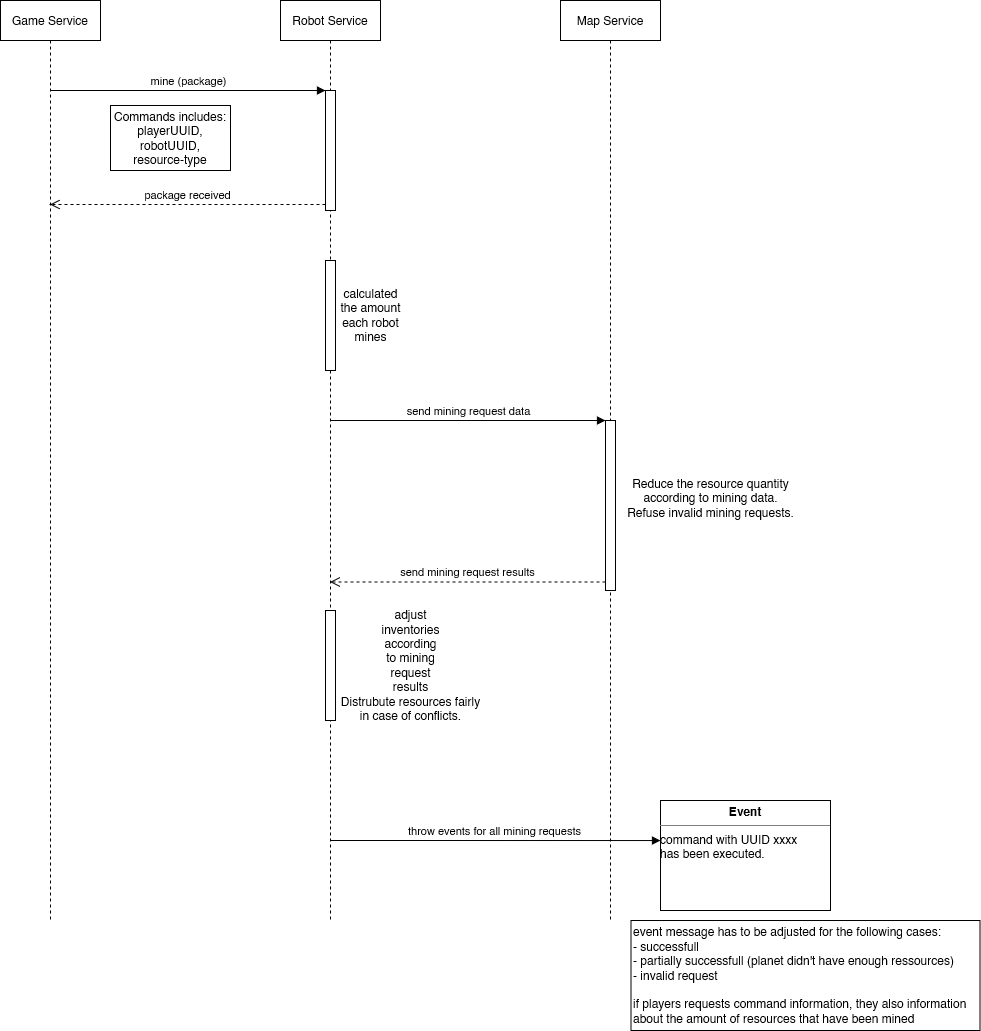 Game Service
Robot Service
Map Service
mine (package)
Commands includes:
playerUUID,
robotUUID,
resource-type
package received
calculated
the amount
each robot
mines
send mining request data
Reduce the resource quantity
according to mining data.
Refuse invalid mining requests.
send mining request results
adjust
inventories
according
to mining
request
results
Distrubute resources fairly
in case of conflicts.
throw events for all mining requests
Event
command with UUID xxxx
has been executed.
event message has to be adjusted for the following cases:
- successfull
- partially successfull (planet didn't have enough ressources)
- invalid request
if players requests command information, they also information
about the amount of resources that have been mined